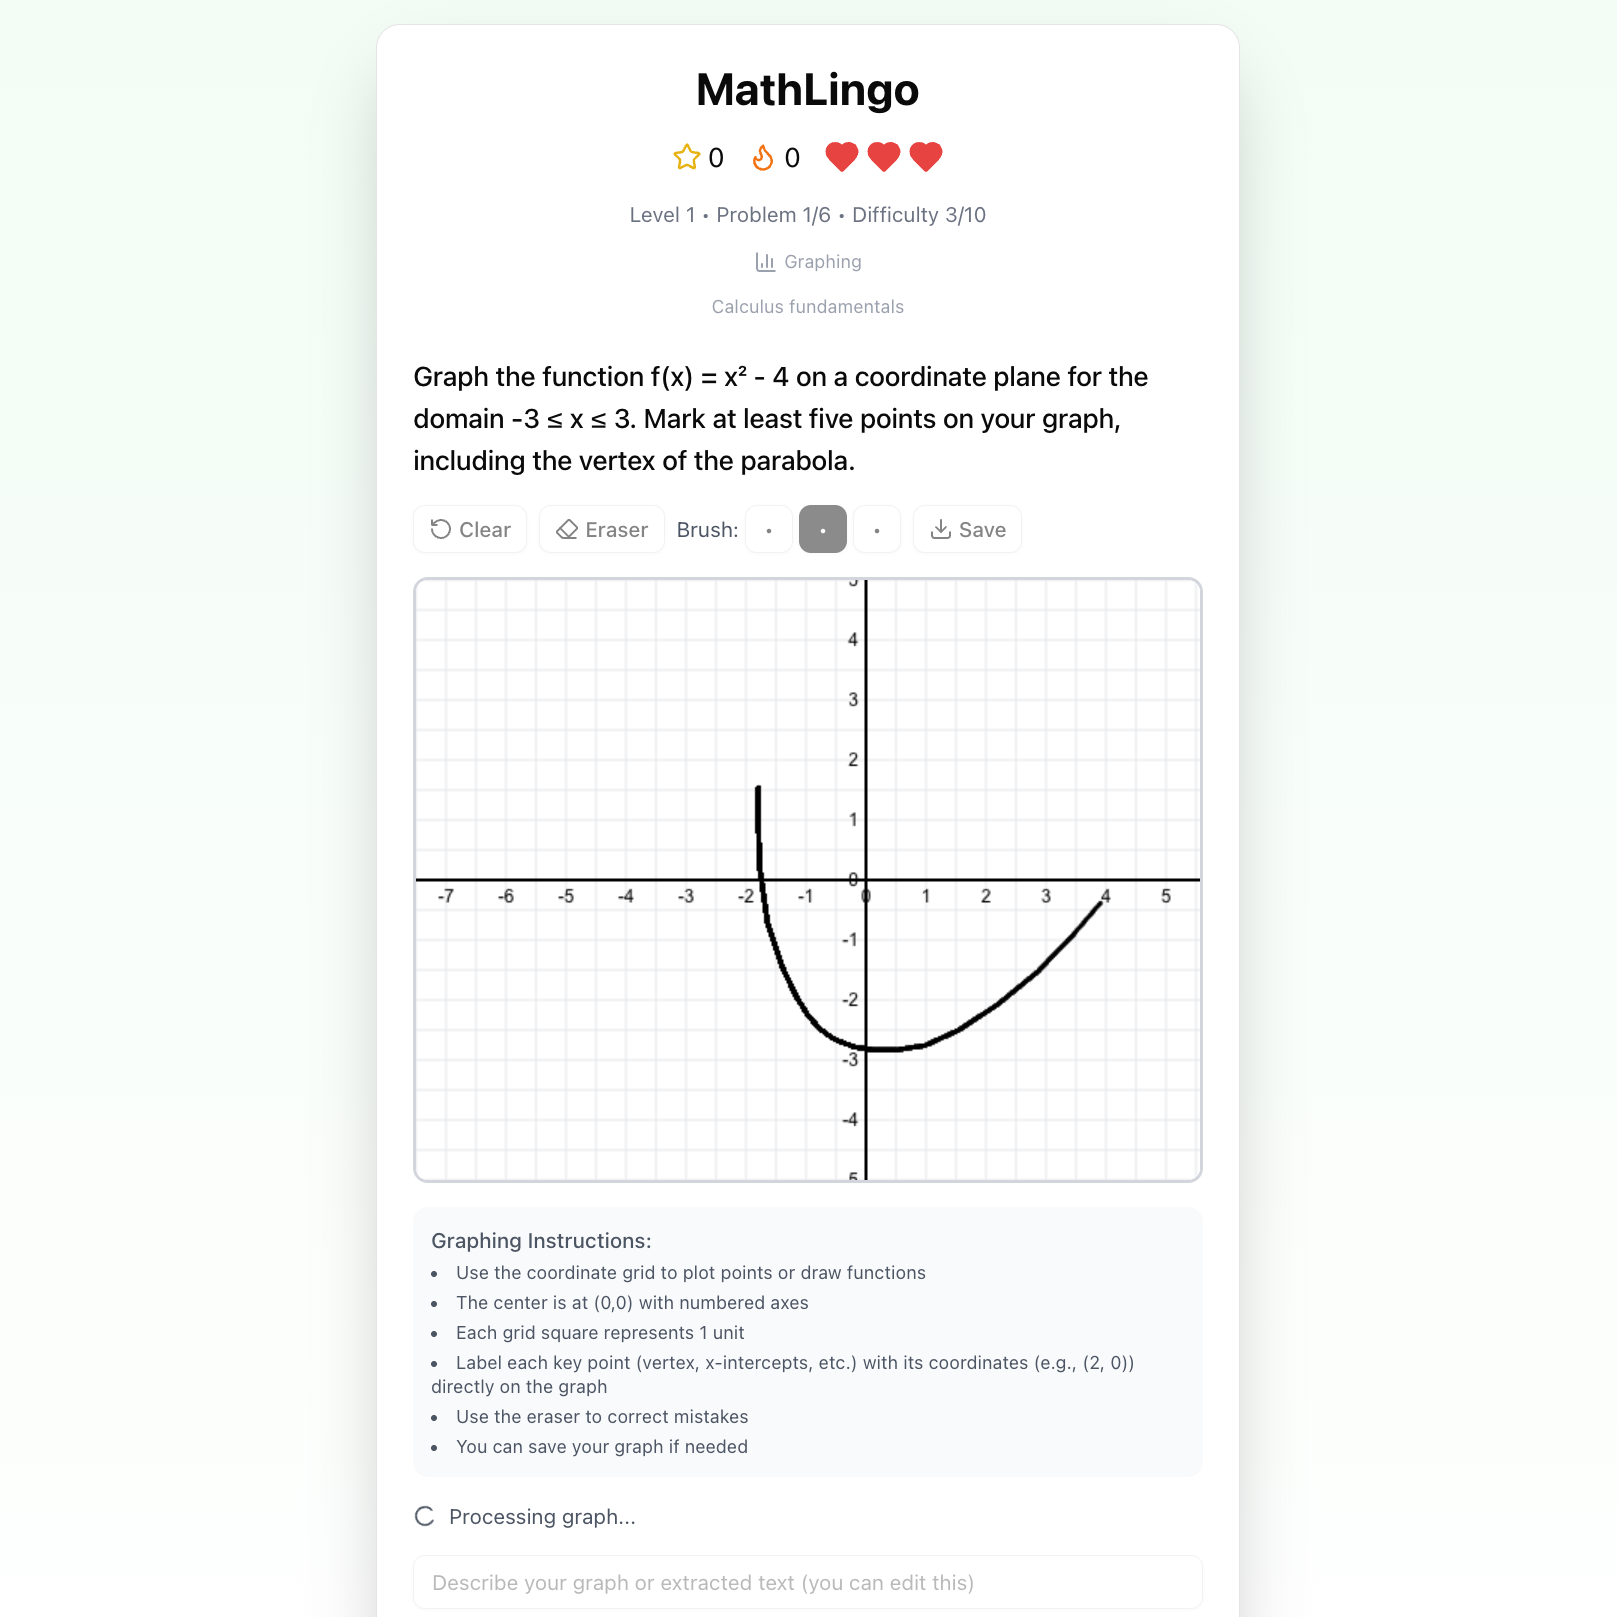 MathLingo
0 0
Level 1 • Problem 1/6 • Difficulty 3/10
Graphing
Calculus fundamentals
Graph the function f(x) = x² - 4 on a coordinate plane for the
domain -3 ≤ x ≤ 3. Mark at least five points on your graph,
including the vertex of the parabola.
Clear Eraser Brush: Save
5
4
3
2
1
0
-7 -6 -5 -4 -3 -2 -1 0 1 2 3 4 5
-1
-2
-3
-4
Graphing Instructions:
• Use the coordinate grid to plot points or draw functions
• The center is at (0,0) with numbered axes
• Each grid square represents 1 unit
• Label each key point (vertex, x-intercepts, etc.) with its coordinates (e.g., (2, 0))
directly on the graph
• Use the eraser to correct mistakes
• You can save your graph if needed
Processing graph...
Describe your graph or extracted text (you can edit this)